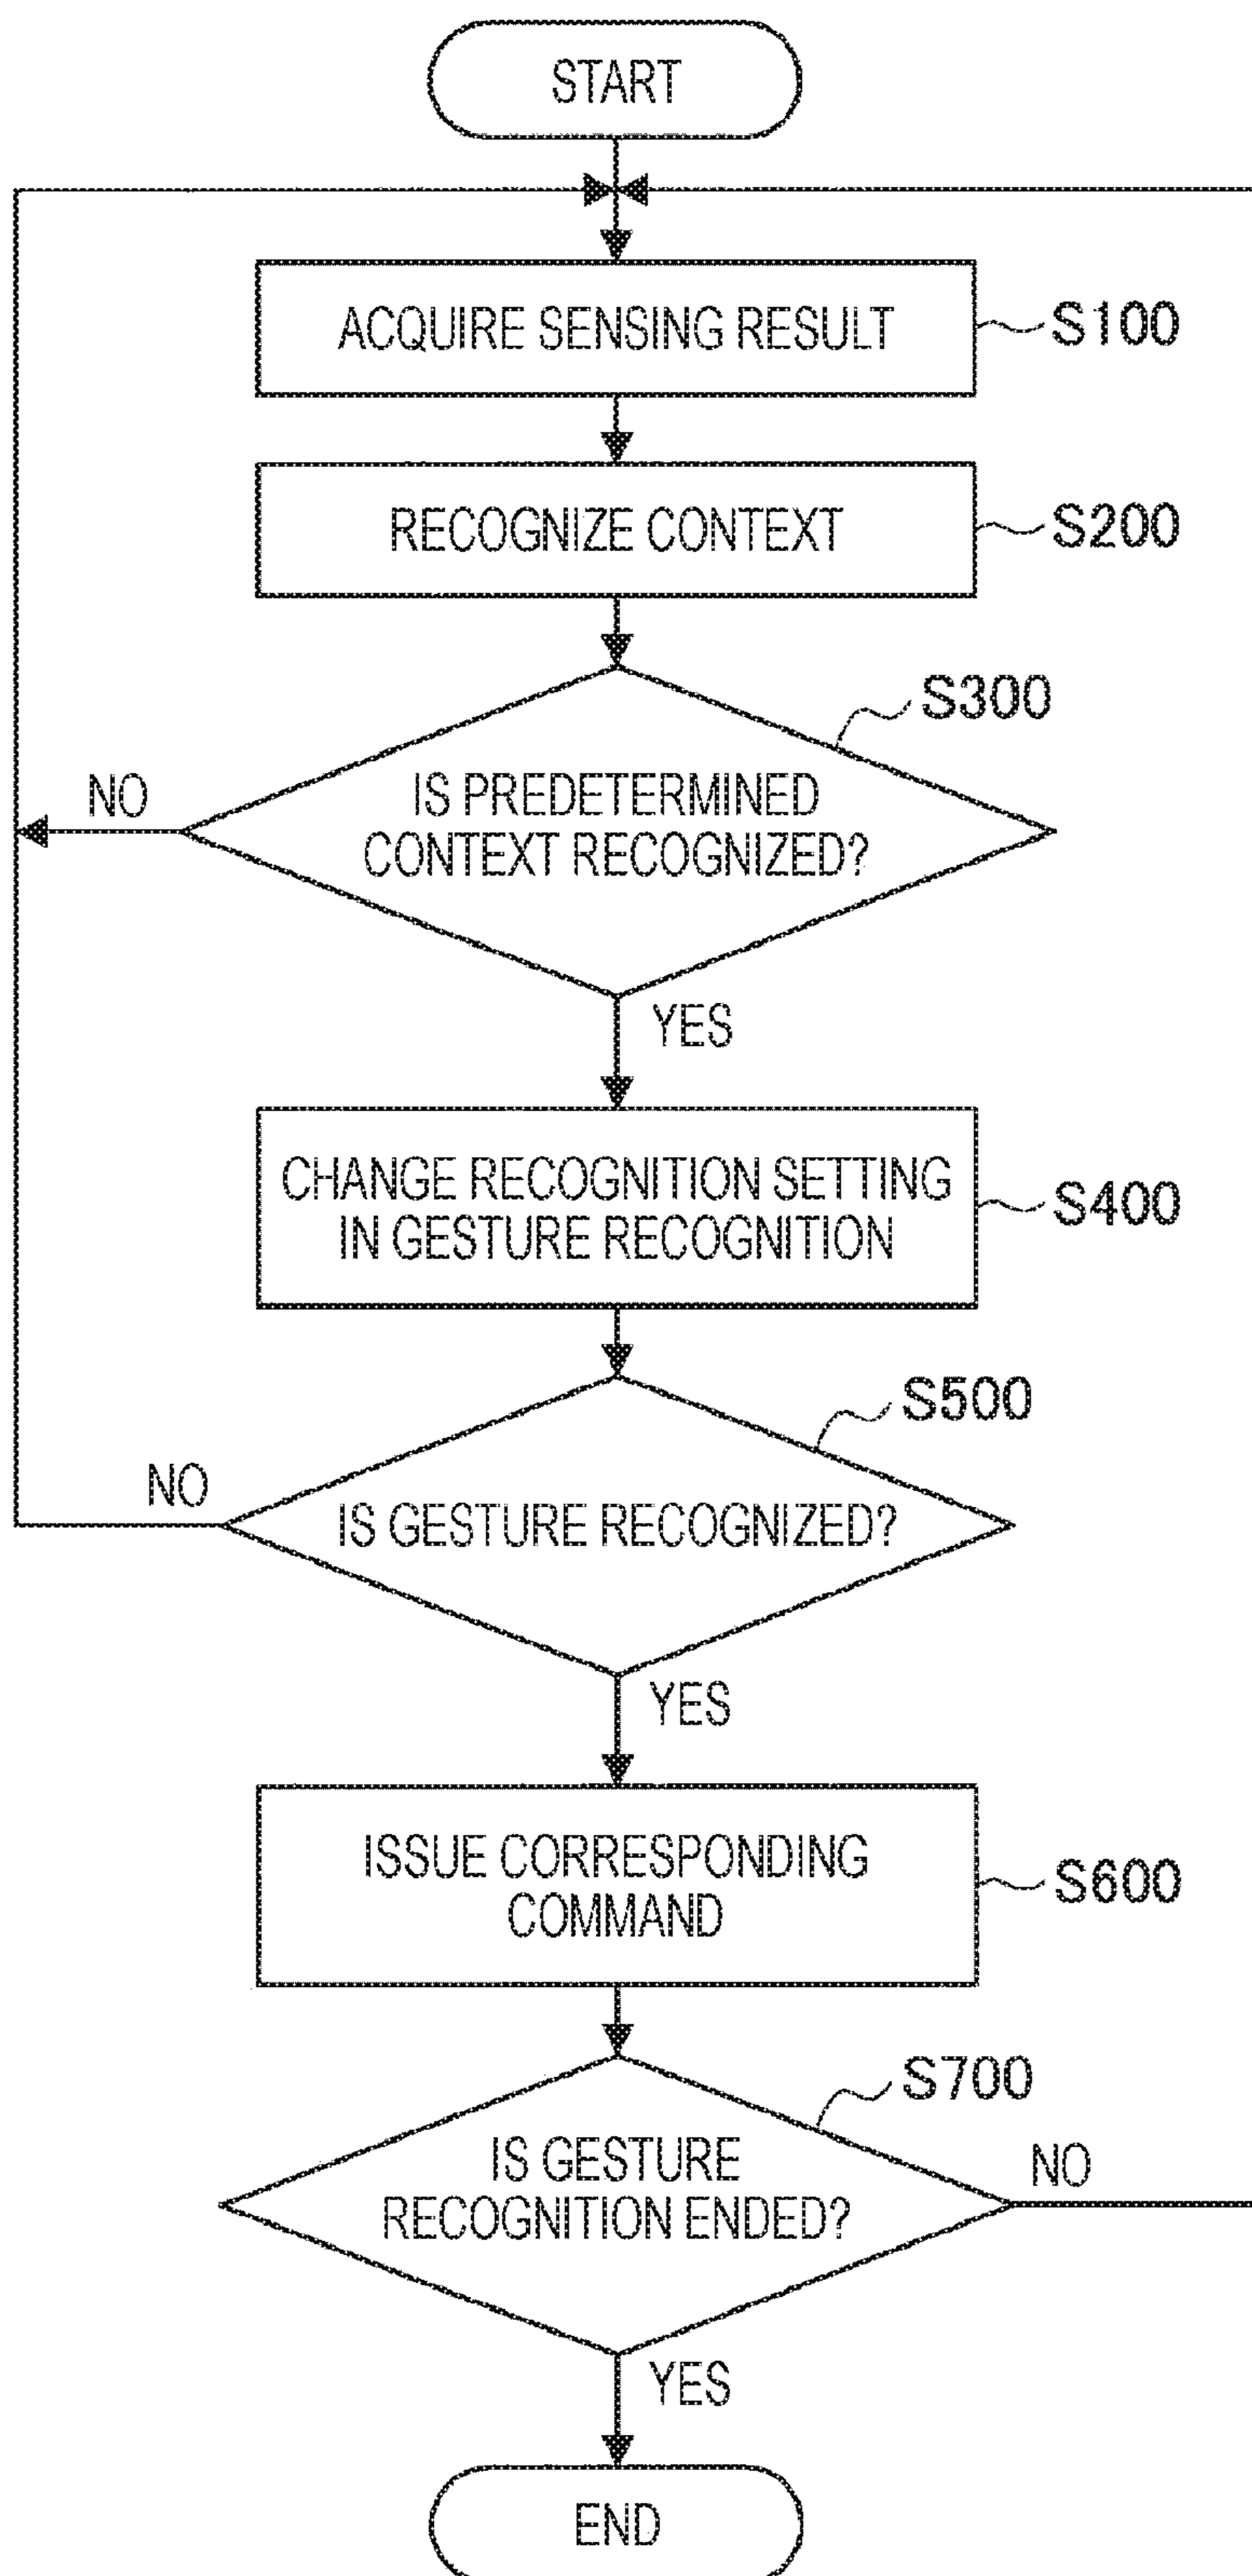 START
ACQUIRE SENSING RESULT
S100
RECOGNIZE CONTEXT
S200
S300
IS PREDETERMINED
CONTEXT RECOGNIZED?
NO
YES
CHANGE RECOGNITION SETTING
IN GESTURE RECOGNITION
S400
S500
IS GESTURE RECOGNIZED?
NO
YES
ISSUE CORRESPONDING
COMMAND
S600
S700
IS GESTURE
RECOGNITION ENDED?
NO
YES
END